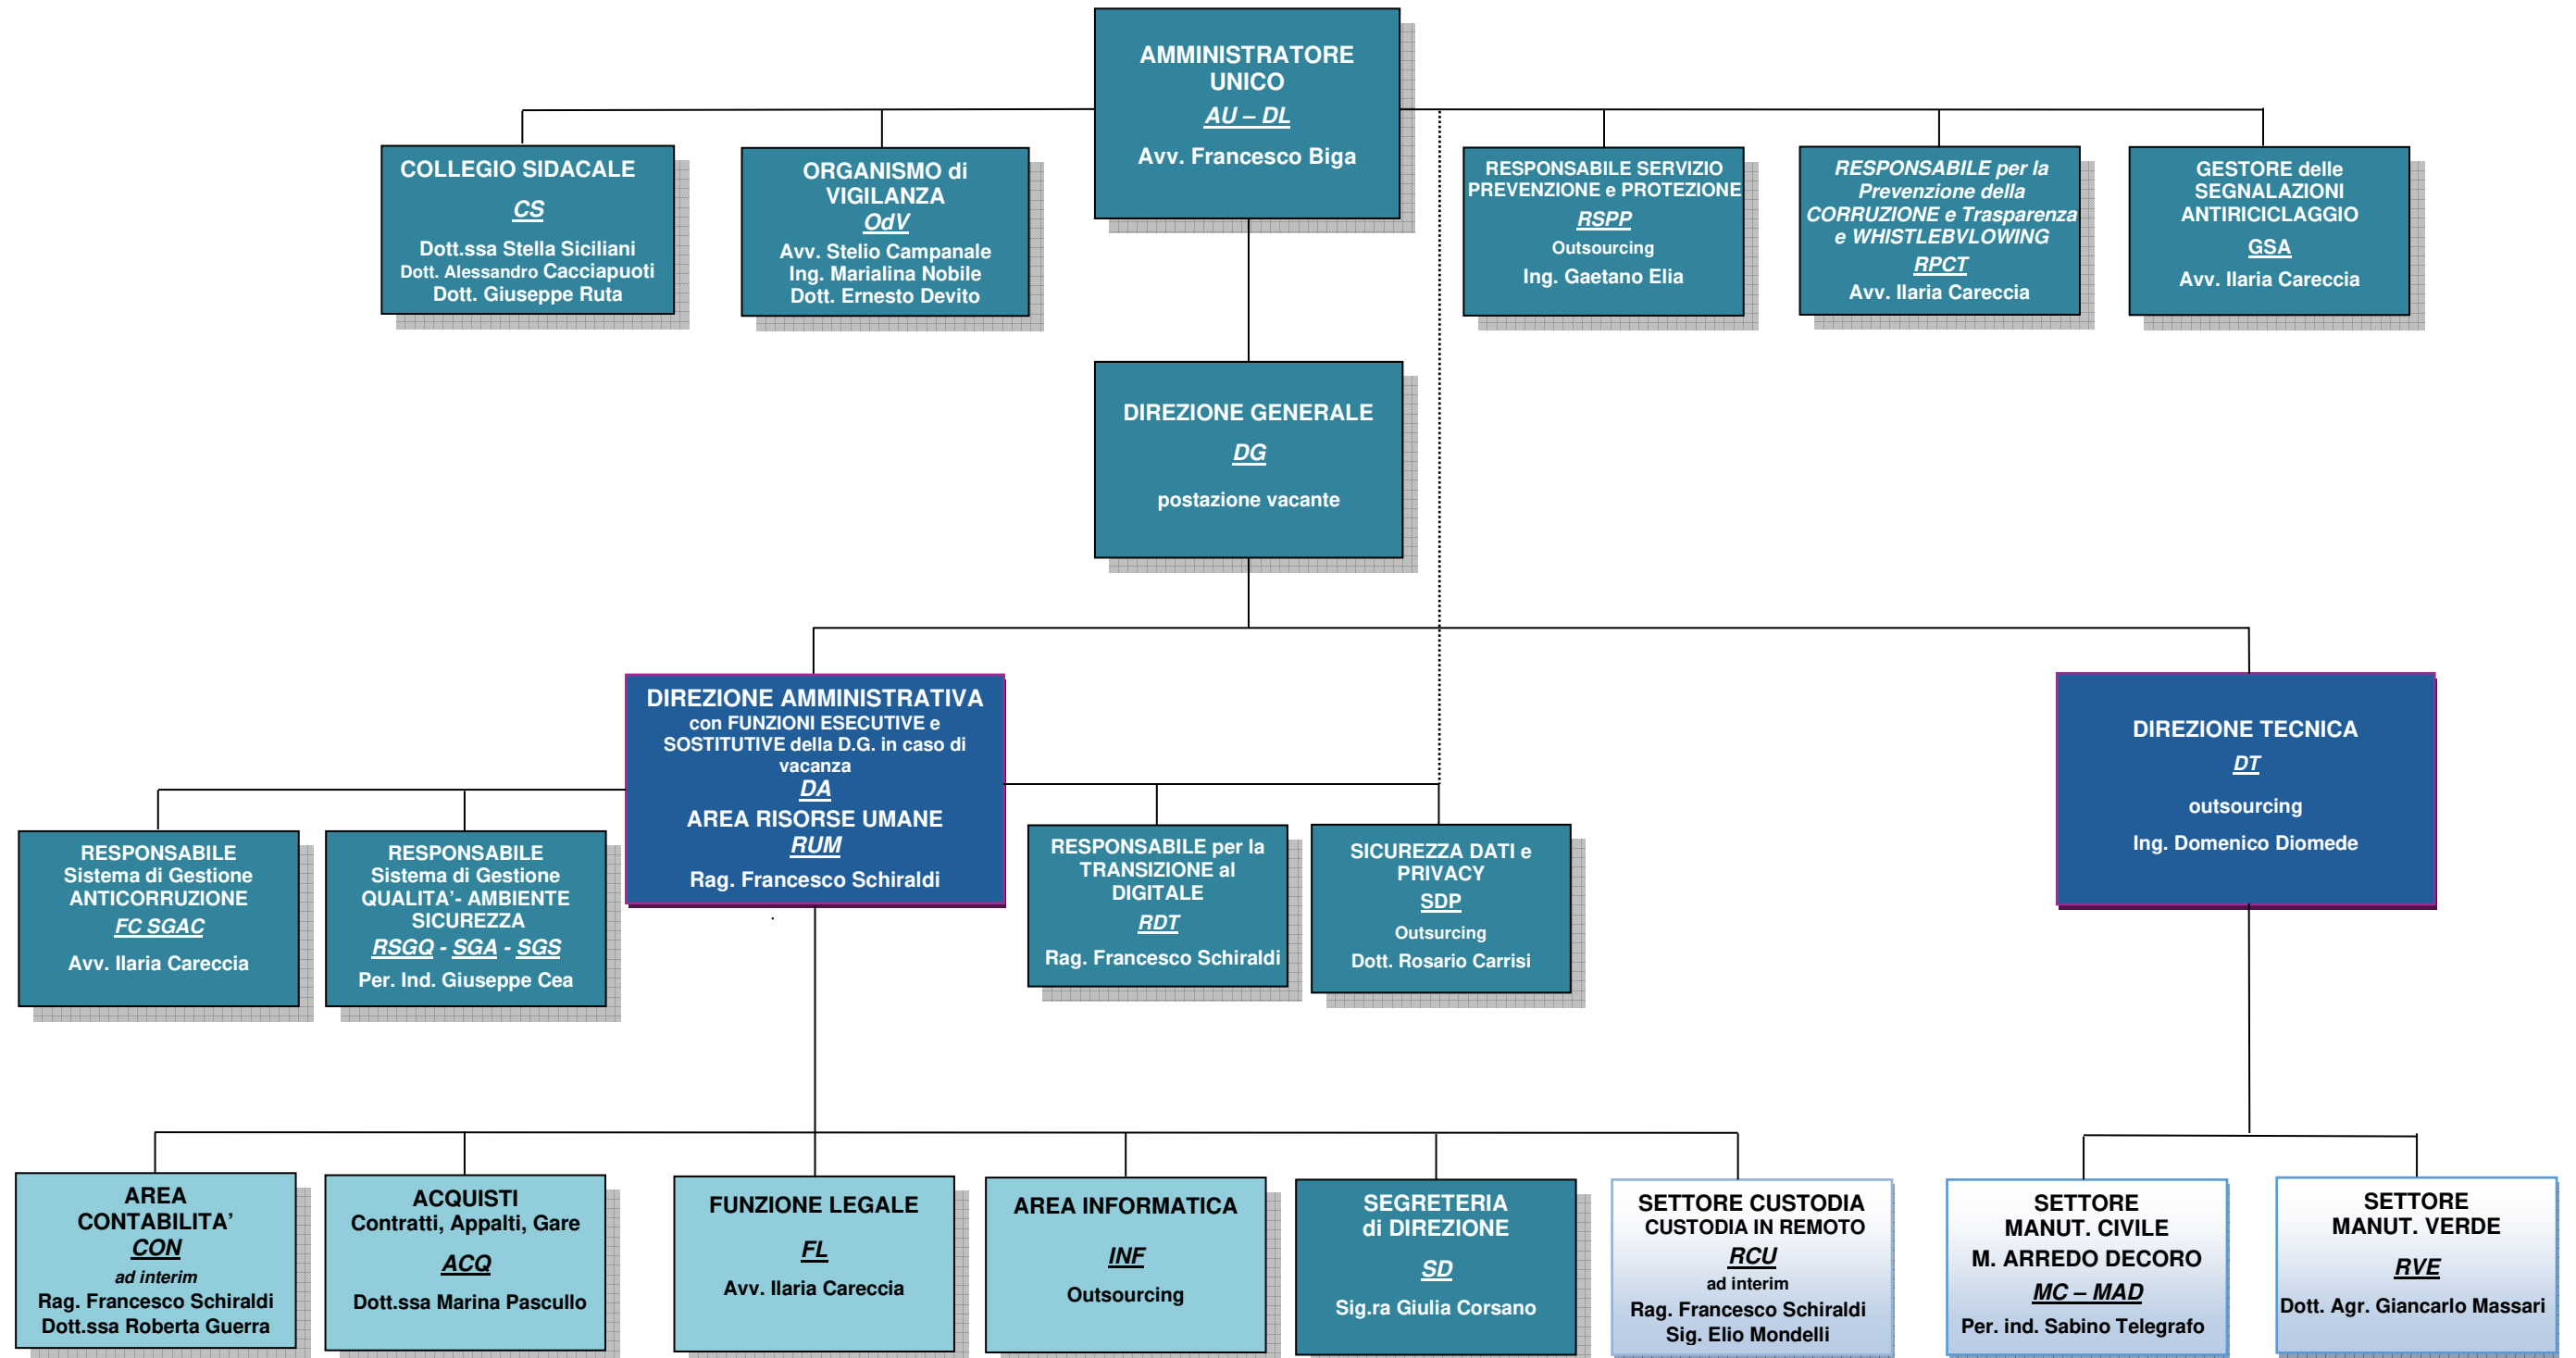 AMMINISTRATORE
UNICO
AU – DL
Avv. Francesco Biga
COLLEGIO SIDACALE
CS
Dott.ssa Stella Siciliani
Dott. Alessandro Cacciapuoti
Dott. Giuseppe Ruta
ORGANISMO di
VIGILANZA
OdV
Avv. Stelio Campanale
Ing. Marialina Nobile
Dott. Ernesto Devito
RESPONSABILE SERVIZIO
PREVENZIONE e PROTEZIONE
RSPP
Outsourcing
Ing. Gaetano Elia
RESPONSABILE per la
Prevenzione della
CORRUZIONE e Trasparenza
e WHISTLEBVLOWING
RPCT
Avv. Ilaria Careccia
GESTORE delle
SEGNALAZIONI
ANTIRICICLAGGIO
GSA
Avv. Ilaria Careccia
DIREZIONE GENERALE
DG
postazione vacante
DIREZIONE AMMINISTRATIVA
con FUNZIONI ESECUTIVE e
SOSTITUTIVE della D.G. in caso di
vacanza
DA
AREA RISORSE UMANE
RUM
Rag. Francesco Schiraldi
.
DIREZIONE TECNICA
DT
outsourcing
Ing. Domenico Diomede
RESPONSABILE
Sistema di Gestione
ANTICORRUZIONE
FC SGAC
Avv. Ilaria Careccia
RESPONSABILE
Sistema di Gestione
QUALITA'- AMBIENTE
SICUREZZA
RSGQ - SGA - SGS
Per. Ind. Giuseppe Cea
RESPONSABILE per la
TRANSIZIONE al
DIGITALE
RDT
Rag. Francesco Schiraldi
SICUREZZA DATI e
PRIVACY
SDP
Outsurcing
Dott. Rosario Carrisi
AREA
CONTABILITA'
CON
ad interim
Rag. Francesco Schiraldi
Dott.ssa Roberta Guerra
ACQUISTI
Contratti, Appalti, Gare
ACQ
Dott.ssa Marina Pascullo
FUNZIONE LEGALE
FL
Avv. Ilaria Careccia
AREA INFORMATICA
INF
Outsourcing
SEGRETERIA
di DIREZIONE
SD
Sig.ra Giulia Corsano
SETTORE CUSTODIA
CUSTODIA IN REMOTO
RCU
ad interim
Rag. Francesco Schiraldi
Sig. Elio Mondelli
SETTORE
MANUT. CIVILE
M. ARREDO DECORO
MC – MAD
Per. ind. Sabino Telegrafo
SETTORE
MANUT. VERDE
RVE
Dott. Agr. Giancarlo Massari